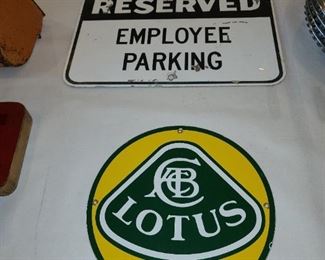 RESERVED
EMPLOYEE
PARKING
ACBC
LOTUS